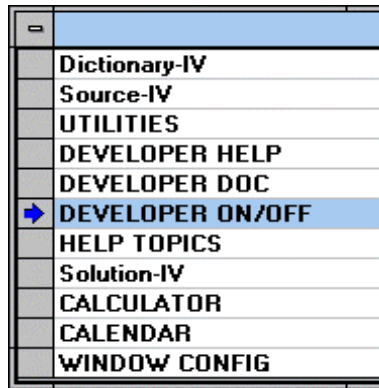 Dictionary-IV
Source-IV
UTILITIES
DEVELOPER HELP
DEVELOPER DOC
DEVELOPER ON/OFF
HELP TOPICS
Solution-IV
CALCULATOR
CALENDAR
WINDOW CONFIG